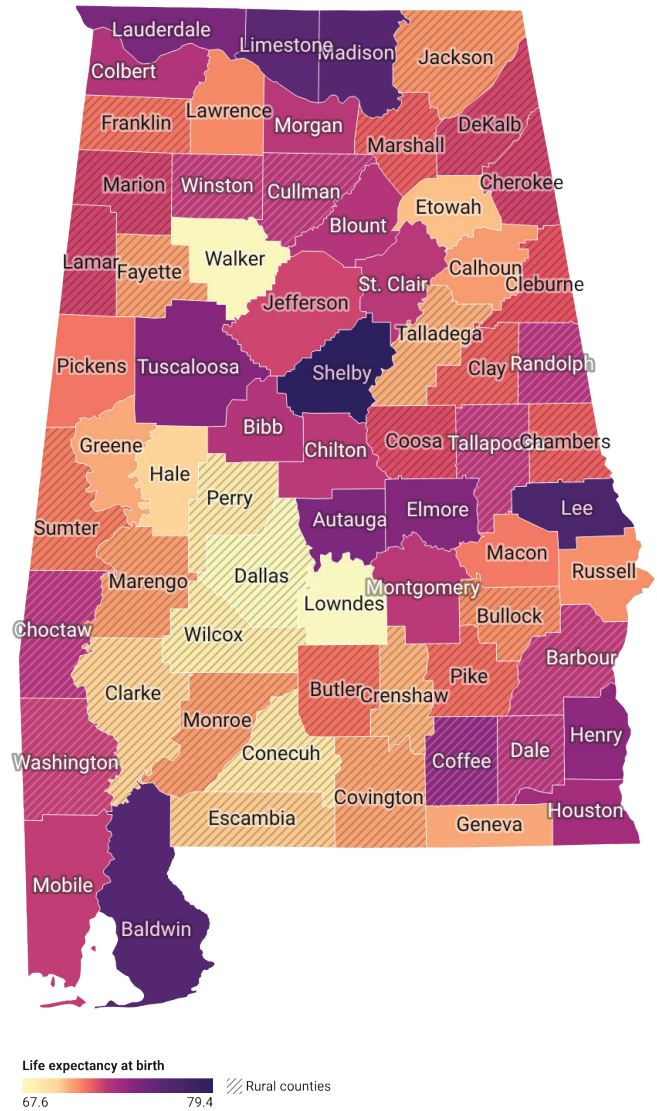 Lauderdale
Limestone
Madison
Jackson
Colbert
Lawrence
Franklin
Morgan
DeKalb
Marshall
Marion
Winston
Cullman
Cherokee
Etowah
Blount
Lamar
Fayette
Walker
Calhoun
St. Clair
Cleburne
Jefferson
Talladega
Pickens
Tuscaloosa
Shelby
Clay
Randolph
Bibb
Greene
Chilton
Coosa
Tallapoosa
Chambers
Hale
Perry
Sumter
Autauga
Elmore
Lee
Macon
Marengo
Dallas
Russell
Montgomery
Lowndes
Bullock
Choctaw
Wilcox
Barbour
Clarke
Butler
Crenshaw
Pike
Monroe
Henry
Conecuh
Dale
Washington
Coffee
Covington
Houston
Escambia
Geneva
Mobile
Baldwin
Life expectancy at birth
67.6
79.4
Rural counties